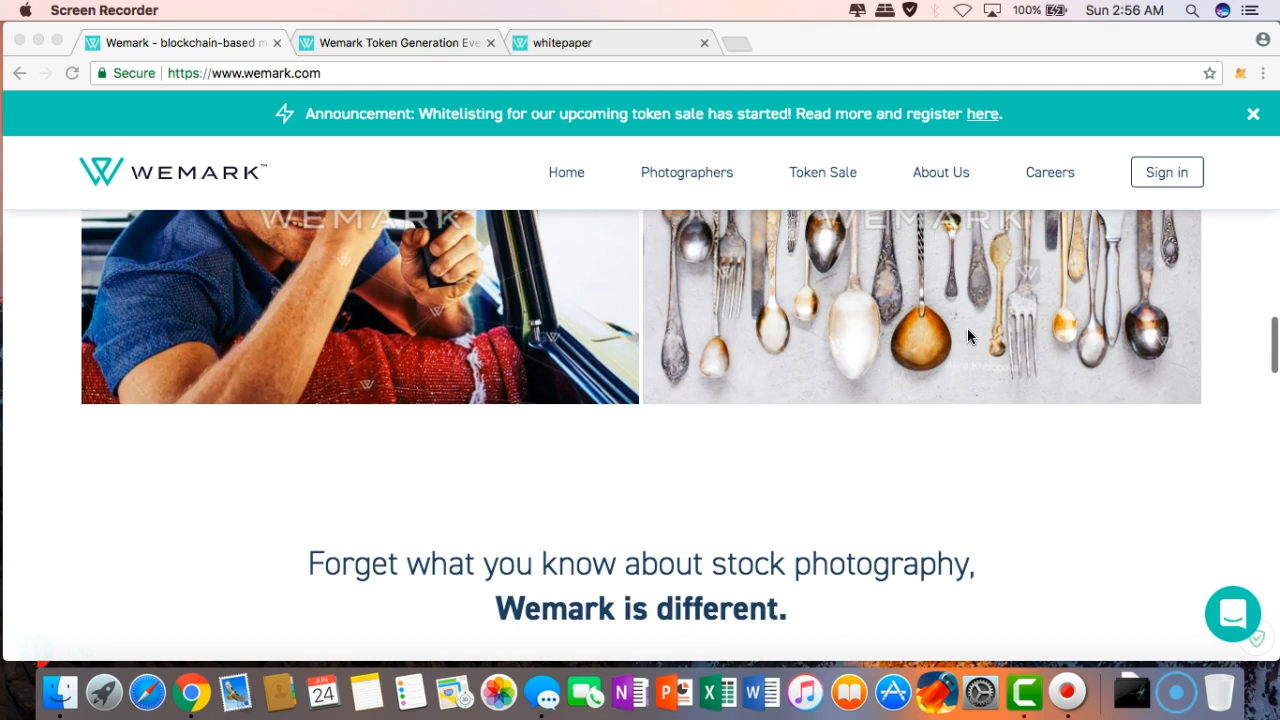 Screen Recorder
100%
Sun 2:56 AM
Wemark - blockchain-based m
Wemark Token Generation Eve
whitepaper
Secure
https://www.wemark.com
Announcement: Whitelisting for our upcoming token sale has started! Read more and register here.
WEMARK™
Home
Photographers
Token Sale
About Us
Careers
Sign in
WEMARK
WEMARK
Forget what you know about stock photography,
Wemark is different.
JUN
24